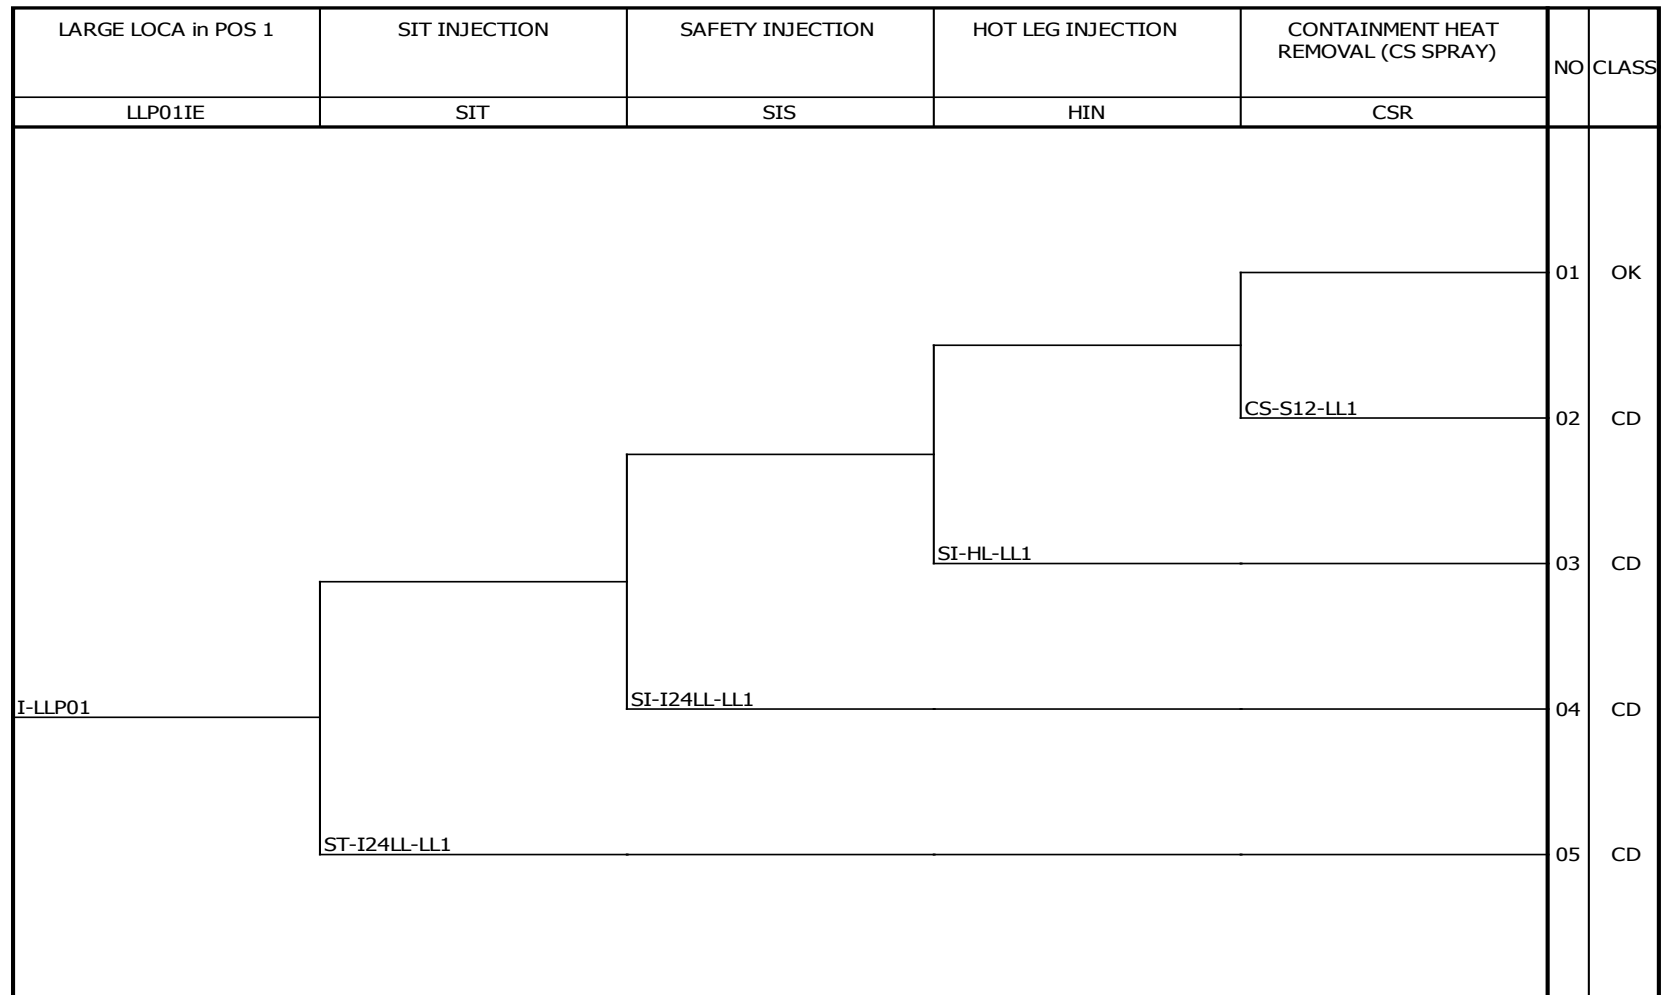 LARGE LOCA in POS 1
SIT INJECTION
SAFETY INJECTION
HOT LEG INJECTION
CONTAINMENT HEAT
REMOVAL (CS SPRAY)
NO
CLASS
LLP01IE
SIT
SIS
HIN
CSR
01
OK
CS-S12-LL1
02
CD
SI-HL-LL1
03
CD
I-LLP01
SI-I24LL-LL1
04
CD
ST-I24LL-LL1
05
CD